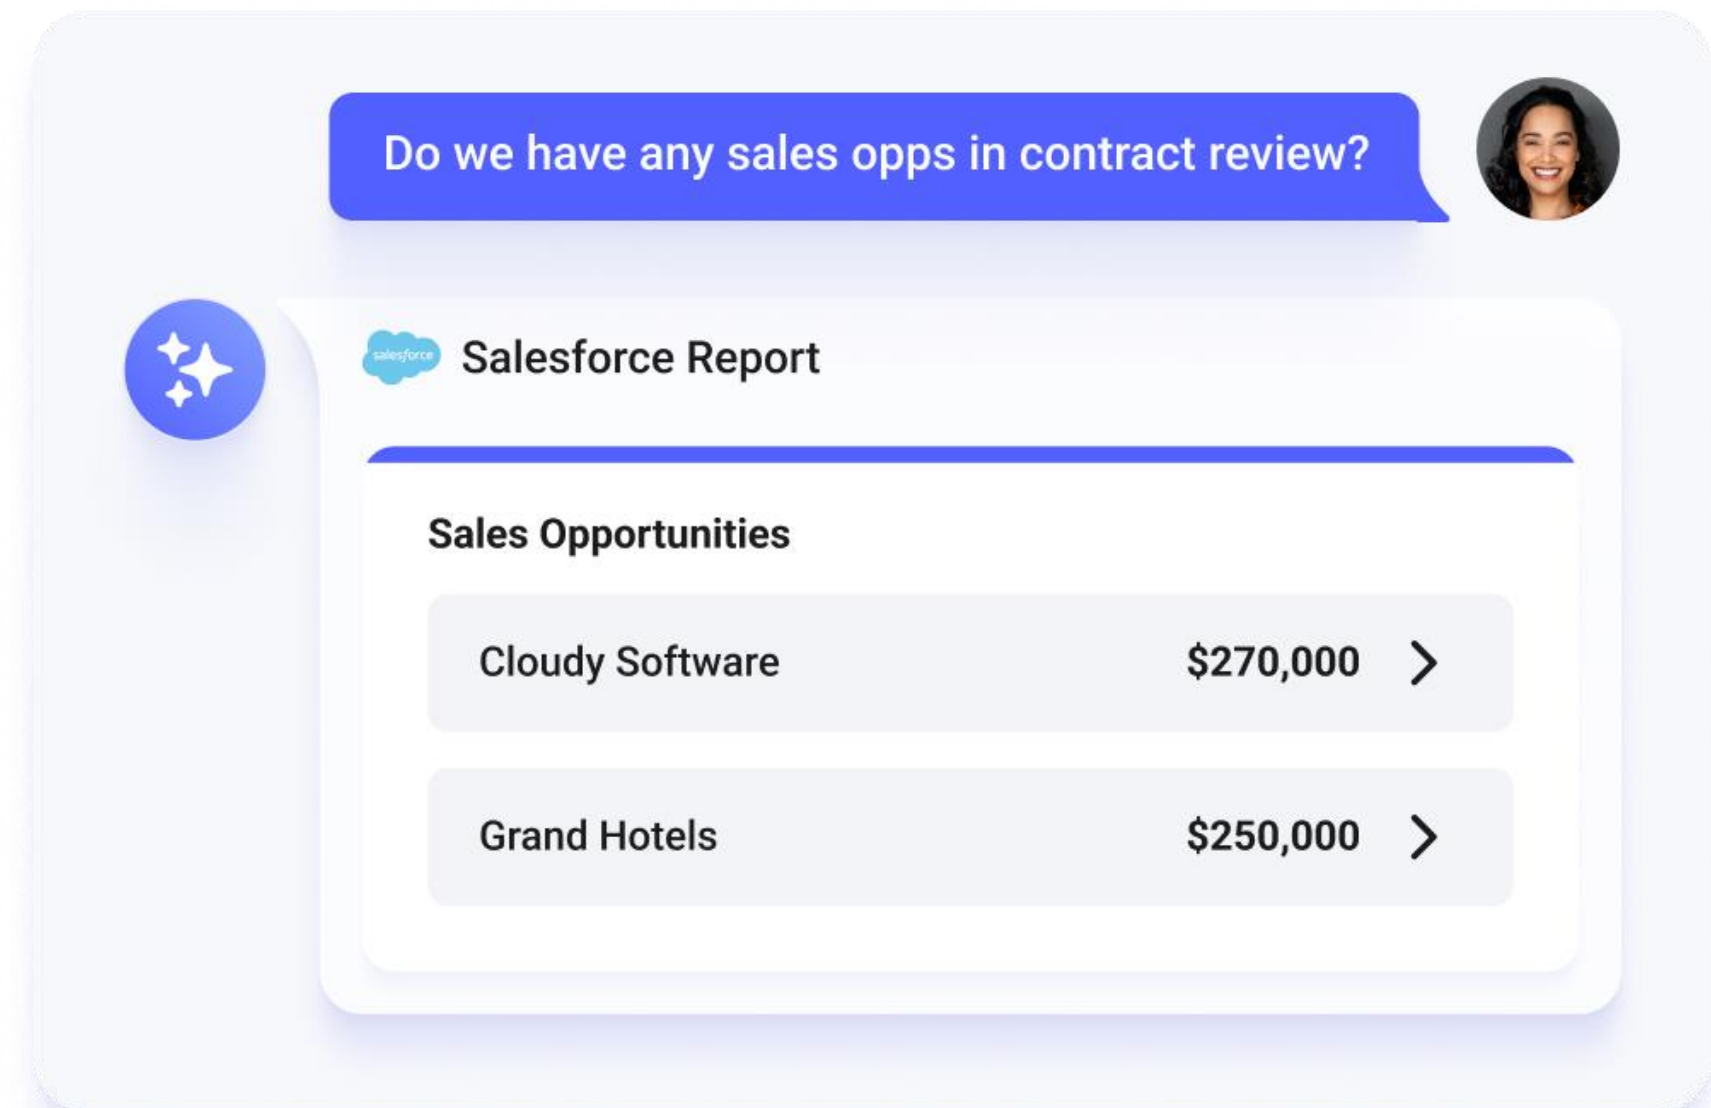 Do we have any sales opps in contract review?
salesforce
Salesforce Report
Sales Opportunities
Cloudy Software
$270,000
Grand Hotels
$250,000